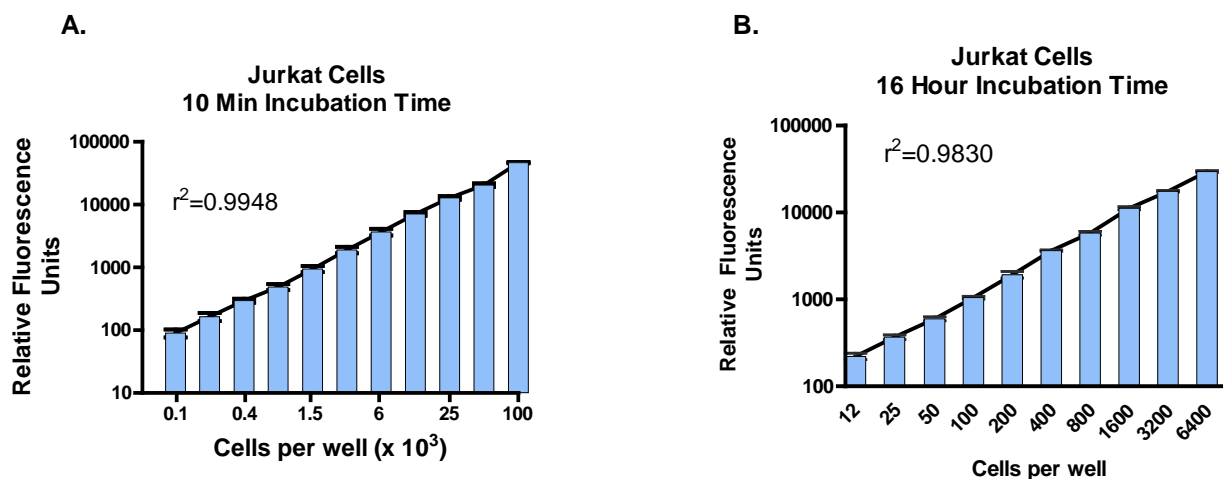 A.
Jurkat Cells
10 Min Incubation Time
r²=0.9948
Relative Fluorescence
Units
100000
10000
1000
100
10
0.1 0.4 1.5 6 25 100
Cells per well (x 10³)
B.
Jurkat Cells
16 Hour Incubation Time
r²=0.9830
Relative Fluorescence
Units
100000
10000
1000
100
12 25 50 100 200 400 800 1600 3200 6400
Cells per well